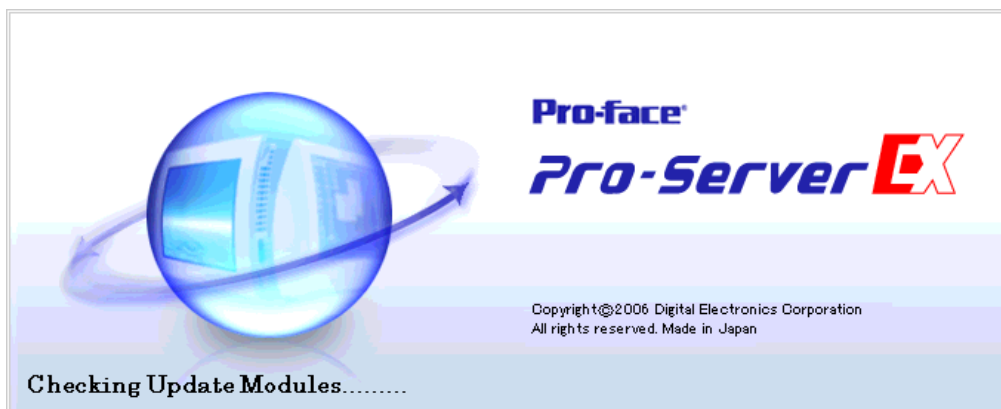 Pro-face®
Pro-Server EX
Copyright©2006 Digital Electronics Corporation
All rights reserved. Made in Japan
Checking Update Modules.........